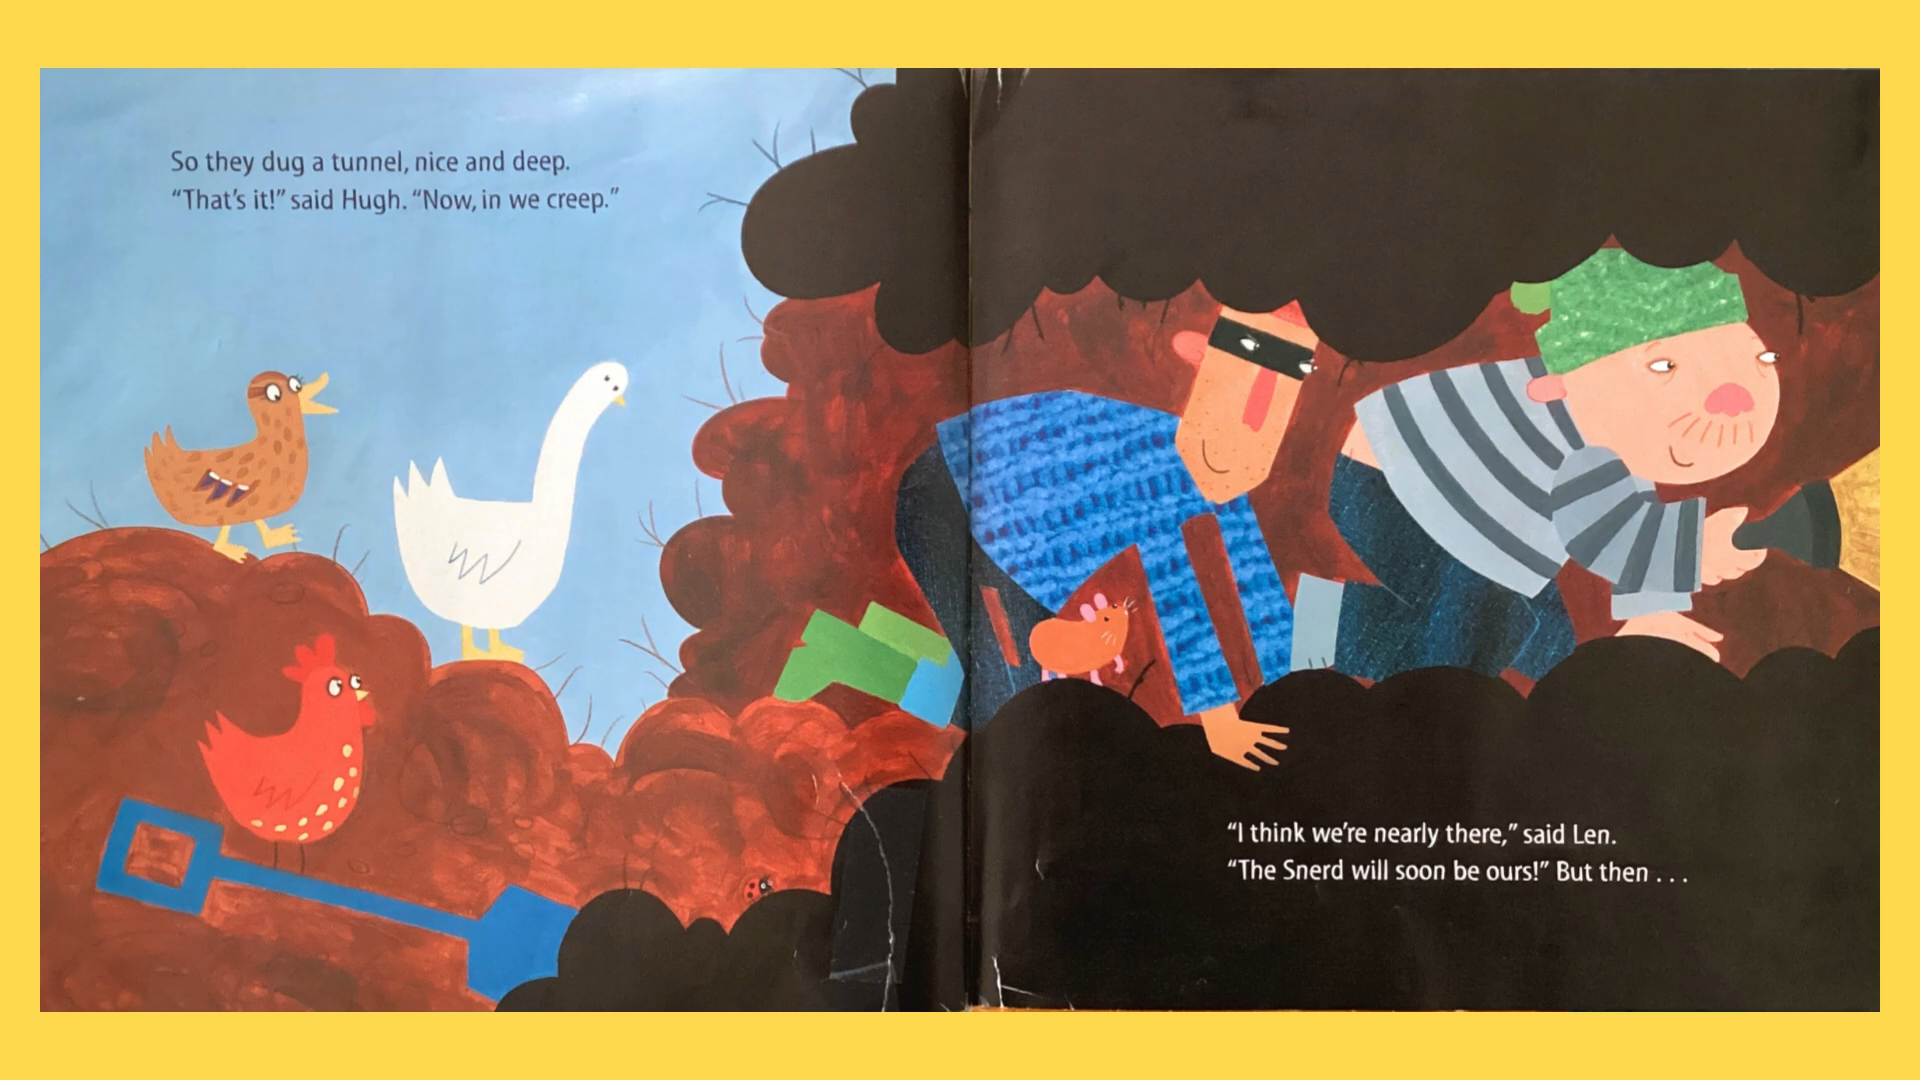 So they dug a tunnel, nice and deep.
“That’s it!” said Hugh. “Now, in we creep.”
“I think we’re nearly there,” said Len.
“The Snerd will soon be ours!” But then . . .